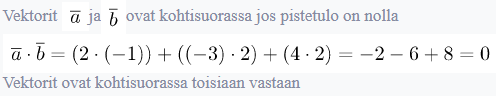 Vektorit a̅ ja b̅ ovat kohtisuorassa jos pistetulo on nolla
a̅ · b̅ = (2 · (−1)) + ((−3) · 2) + (4 · 2) = −2 − 6 + 8 = 0
Vektorit ovat kohtisuorassa toisiaan vastaan